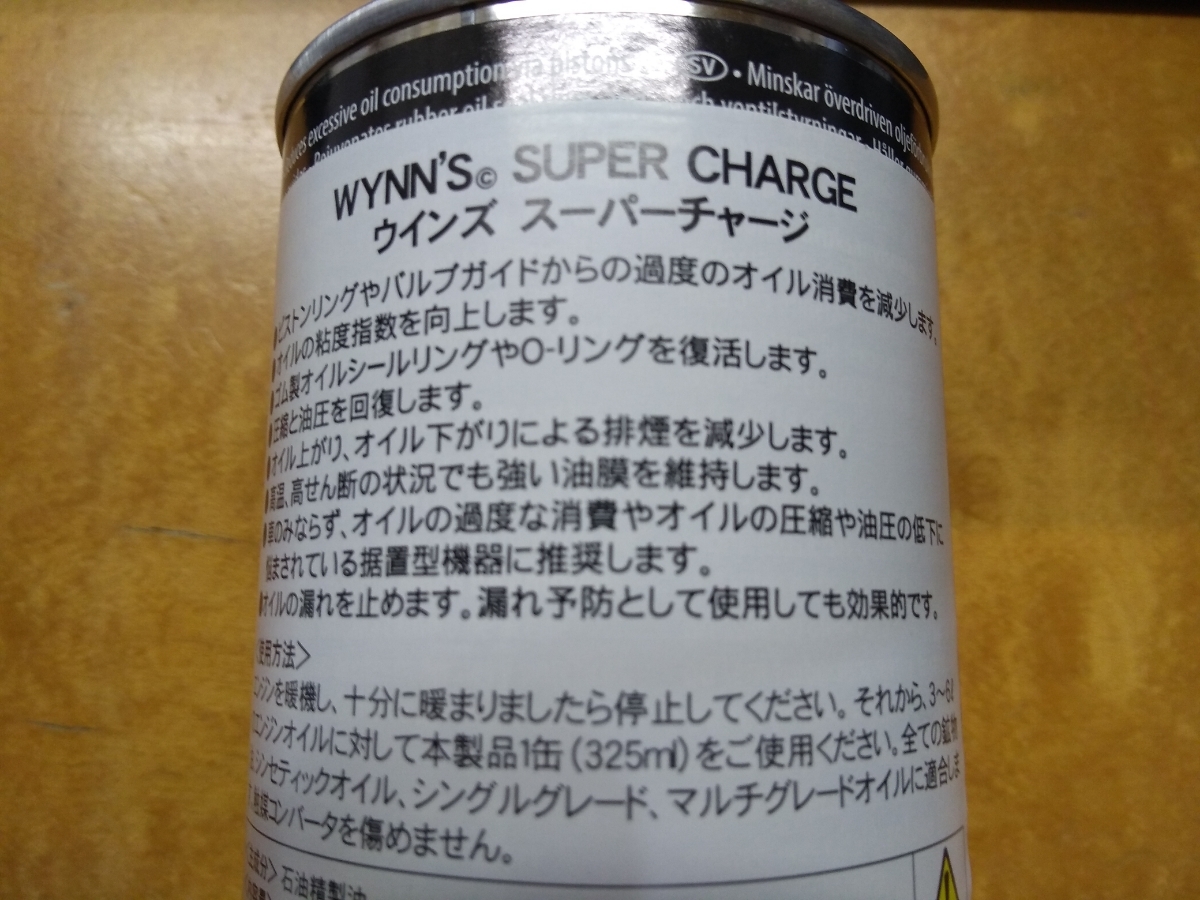 excessive oil consumption via pistons SV • Minskar överdriven
Rejuvenates rubber oil ventilstyrningar.
WYNN'S© SUPER CHARGE
ウインズ スーパーチャージ
●ピストンリングやバルブガイドからの過度のオイル消費を減少します。
●オイルの粘度指数を向上します。
●ゴム製オイルシールリングやO-リングを復活します。
●圧縮と油圧を回復します。
●オイル上がり、オイル下がりによる排煙を減少します。
●高温、高せん断の状況でも強い油膜を維持します。
●車のみならず、オイルの過度な消費やオイルの圧縮や油圧の低下に
悩まされている据置型機器に推奨します。
●オイルの漏れを止めます。漏れ予防として使用しても効果的です。
<使用方法>
エンジンを暖機し、十分に暖まりましたら停止してください。それから、3~6ℓ
エンジンオイルに対して本製品1缶(325ml)をご使用ください。全ての鉱物
シンセティックオイル、シングルグレード、マルチグレードオイルに適合しま
す。触媒コンバータを傷めません。
<主成分> 石油精製油